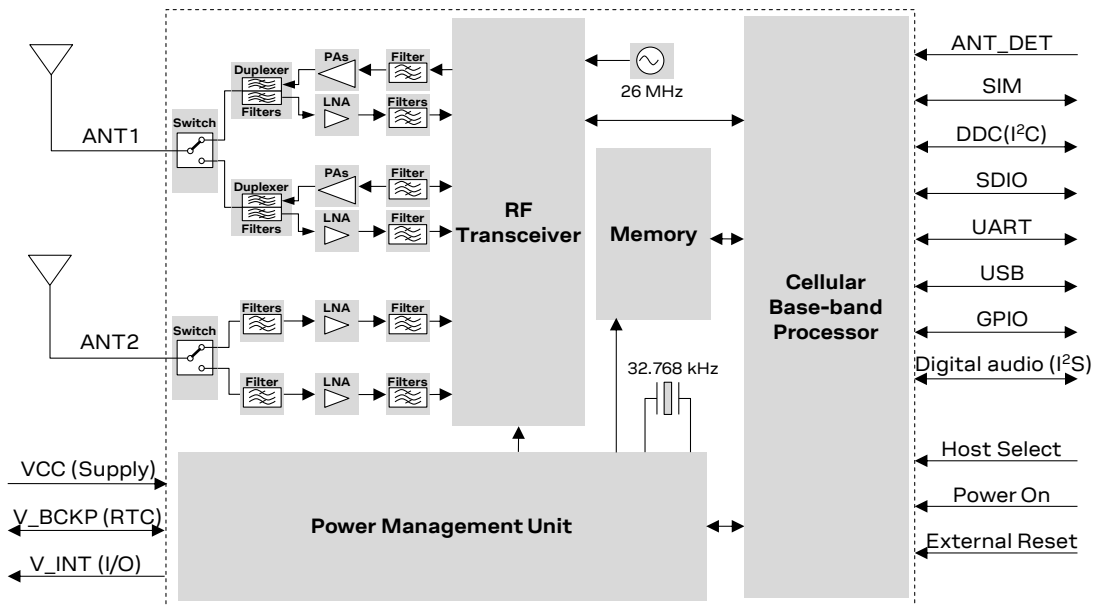 ANT1
Switch
Duplexer
Filters
PAs
Filter
LNA
Filters
Duplexer
Filters
PAs
Filter
LNA
Filter
ANT2
Switch
Filters
LNA
Filter
Filter
LNA
Filters
RF
Transceiver
26 MHz
Memory
32.768 kHz
Cellular
Base-band
Processor
Power Management Unit
VCC (Supply)
V_BCKP (RTC)
V_INT (I/O)
ANT_DET
SIM
DDC(I²C)
SDIO
UART
USB
GPIO
Digital audio (I²S)
Host Select
Power On
External Reset